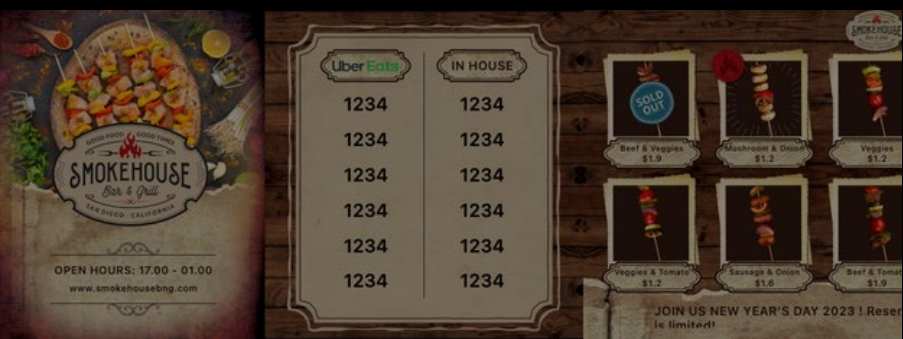 GOOD FOOD · GOOD TIMES
SMOKEHOUSE
Bar & Grill
SAN DIEGO - CALIFORNIA
OPEN HOURS: 17.00 - 01.00
www.smokehousebng.com
Uber Eats
1234
1234
1234
1234
1234
1234
IN HOUSE
1234
1234
1234
1234
1234
1234
SMOKEHOUSE
Bar & Grill
SOLD OUT
Beef & Veggies
$1.9
Mushroom & Onion
$1.2
Veggies
$1.2
Veggies & Tomato
$1.2
Sausage & Onion
$1.6
Beef & Tomat
$1.9
JOIN US NEW YEAR'S DAY 2023 ! Reser
is limited!